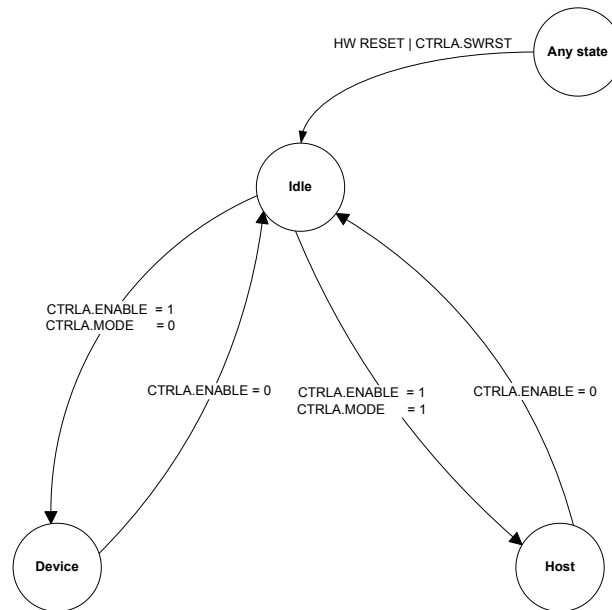 HW RESET | CTRLA.SWRST
Any state
Idle
CTRLA.ENABLE = 1
CTRLA.MODE = 0
CTRLA.ENABLE = 0
CTRLA.ENABLE = 1
CTRLA.MODE = 1
CTRLA.ENABLE = 0
Device
Host